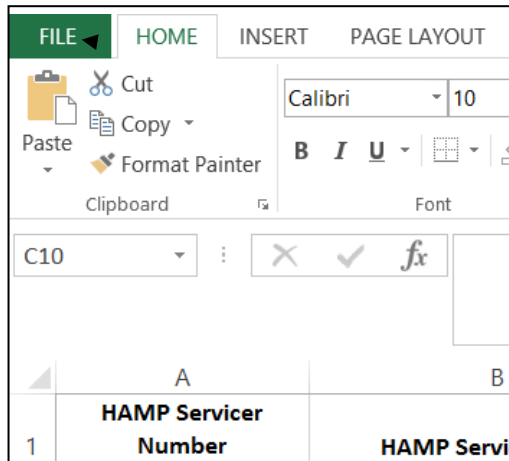 FILE HOME INSERT PAGE LAYOUT
Cut
Copy
Format Painter
Paste
Clipboard
Calibri 10
B I U
Font
C10 fx
A B
1 HAMP Servicer
Number
HAMP Servi